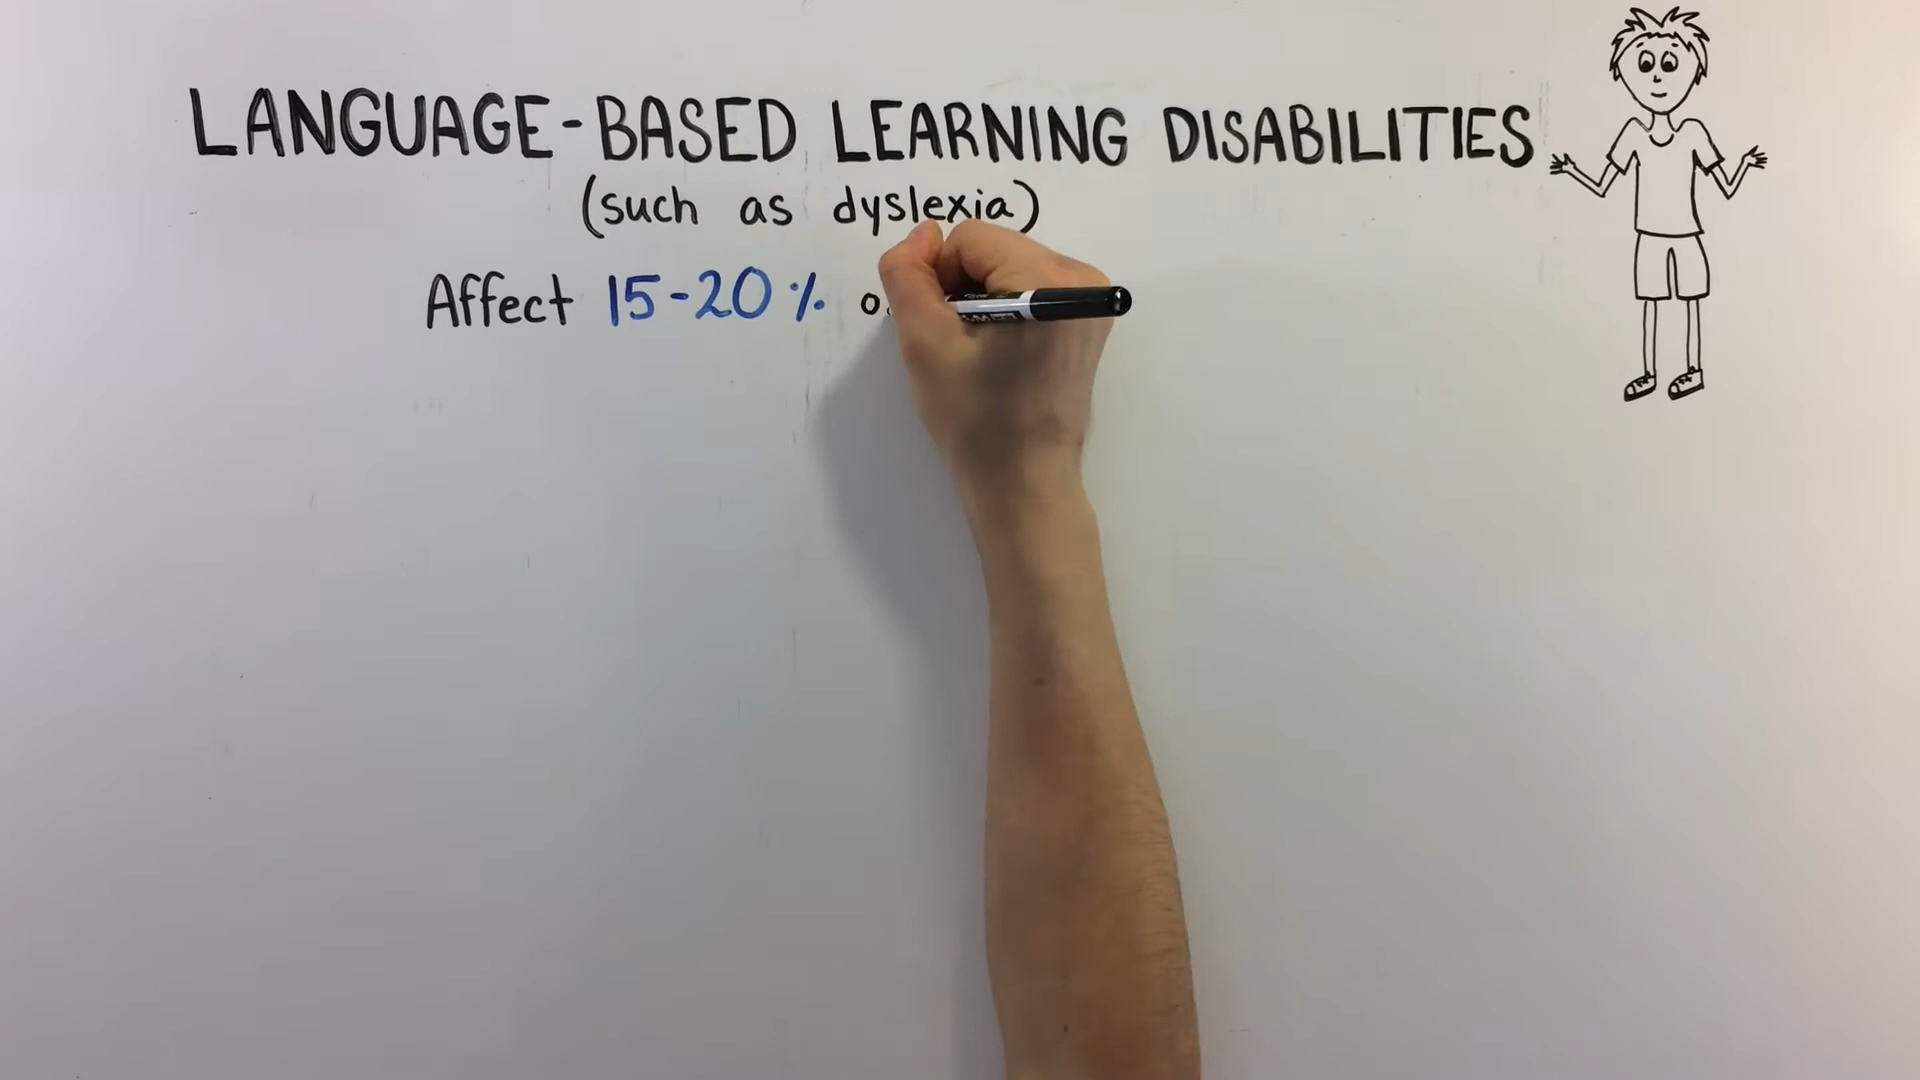 LANGUAGE-BASED LEARNING DISABILITIES
(such as dyslexia)
Affect 15-20%